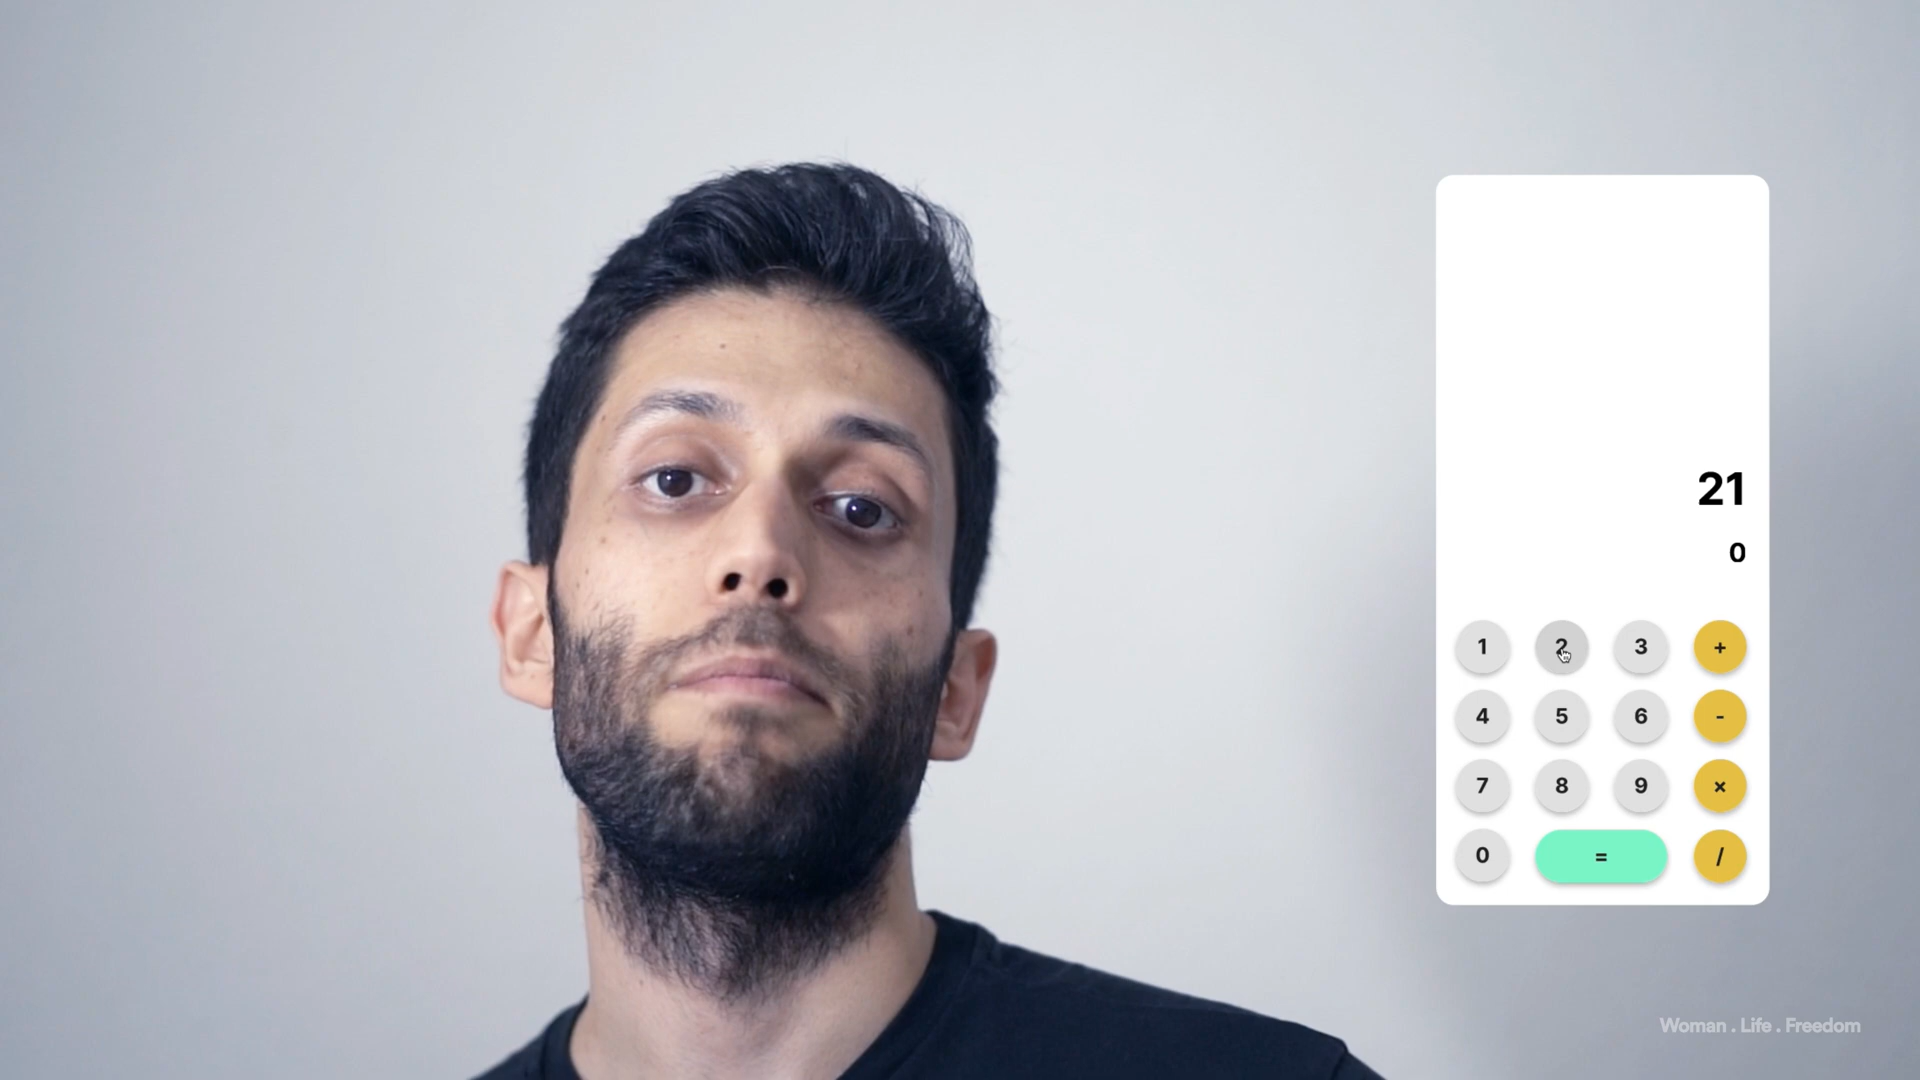 21
0
1 2 3 +
4 5 6 -
7 8 9 ×
0 = /
Woman . Life . Freedom